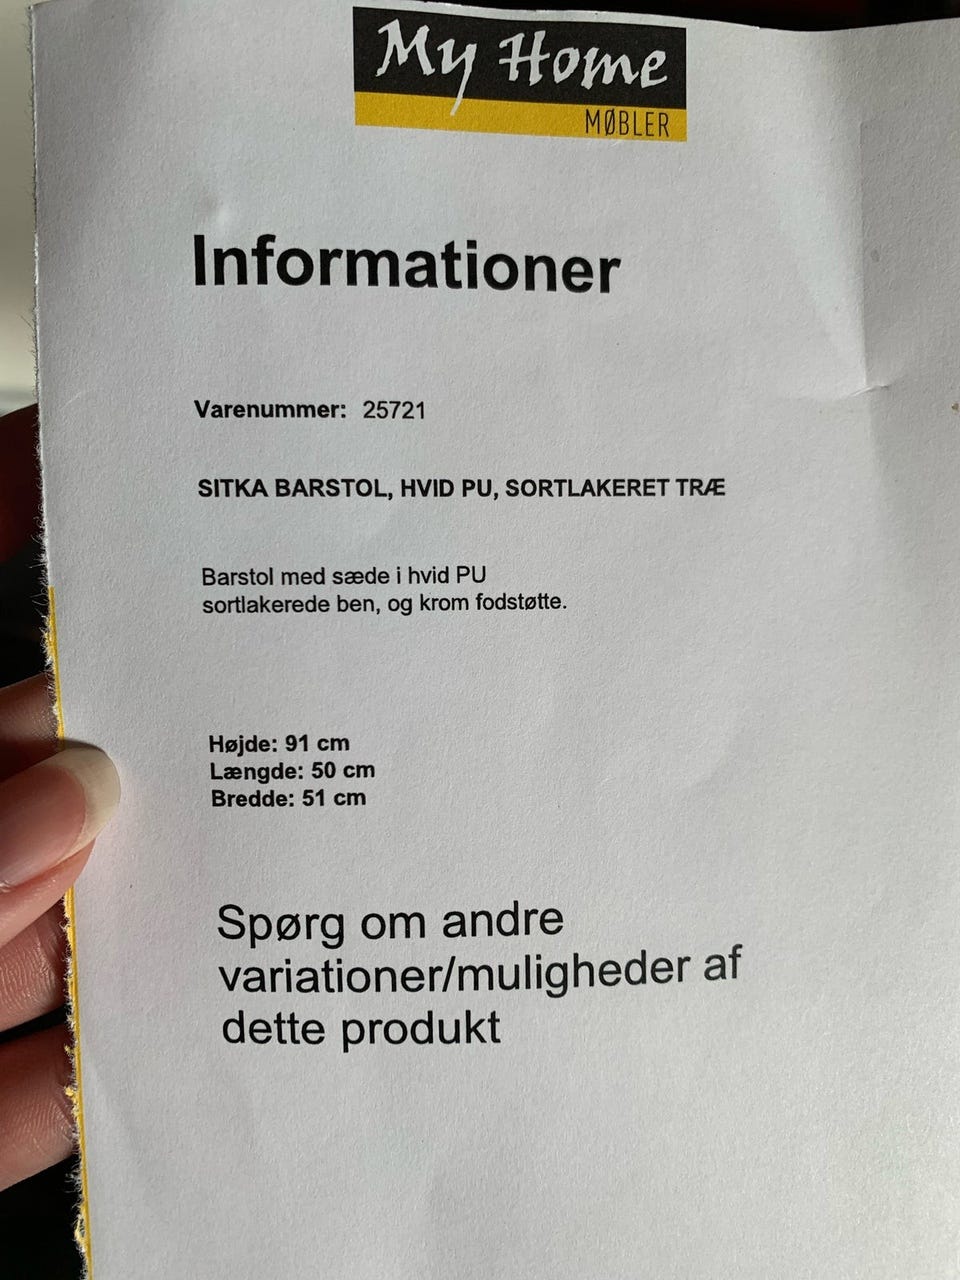 My Home
MØBLER
Informationer
Varenummer: 25721
SITKA BARSTOL, HVID PU, SORTLAKERET TRÆ
Barstol med sæde i hvid PU
sortlakerede ben, og krom fodstøtte.
Højde: 91 cm
Længde: 50 cm
Bredde: 51 cm
Spørg om andre
variationer/muligheder af
dette produkt